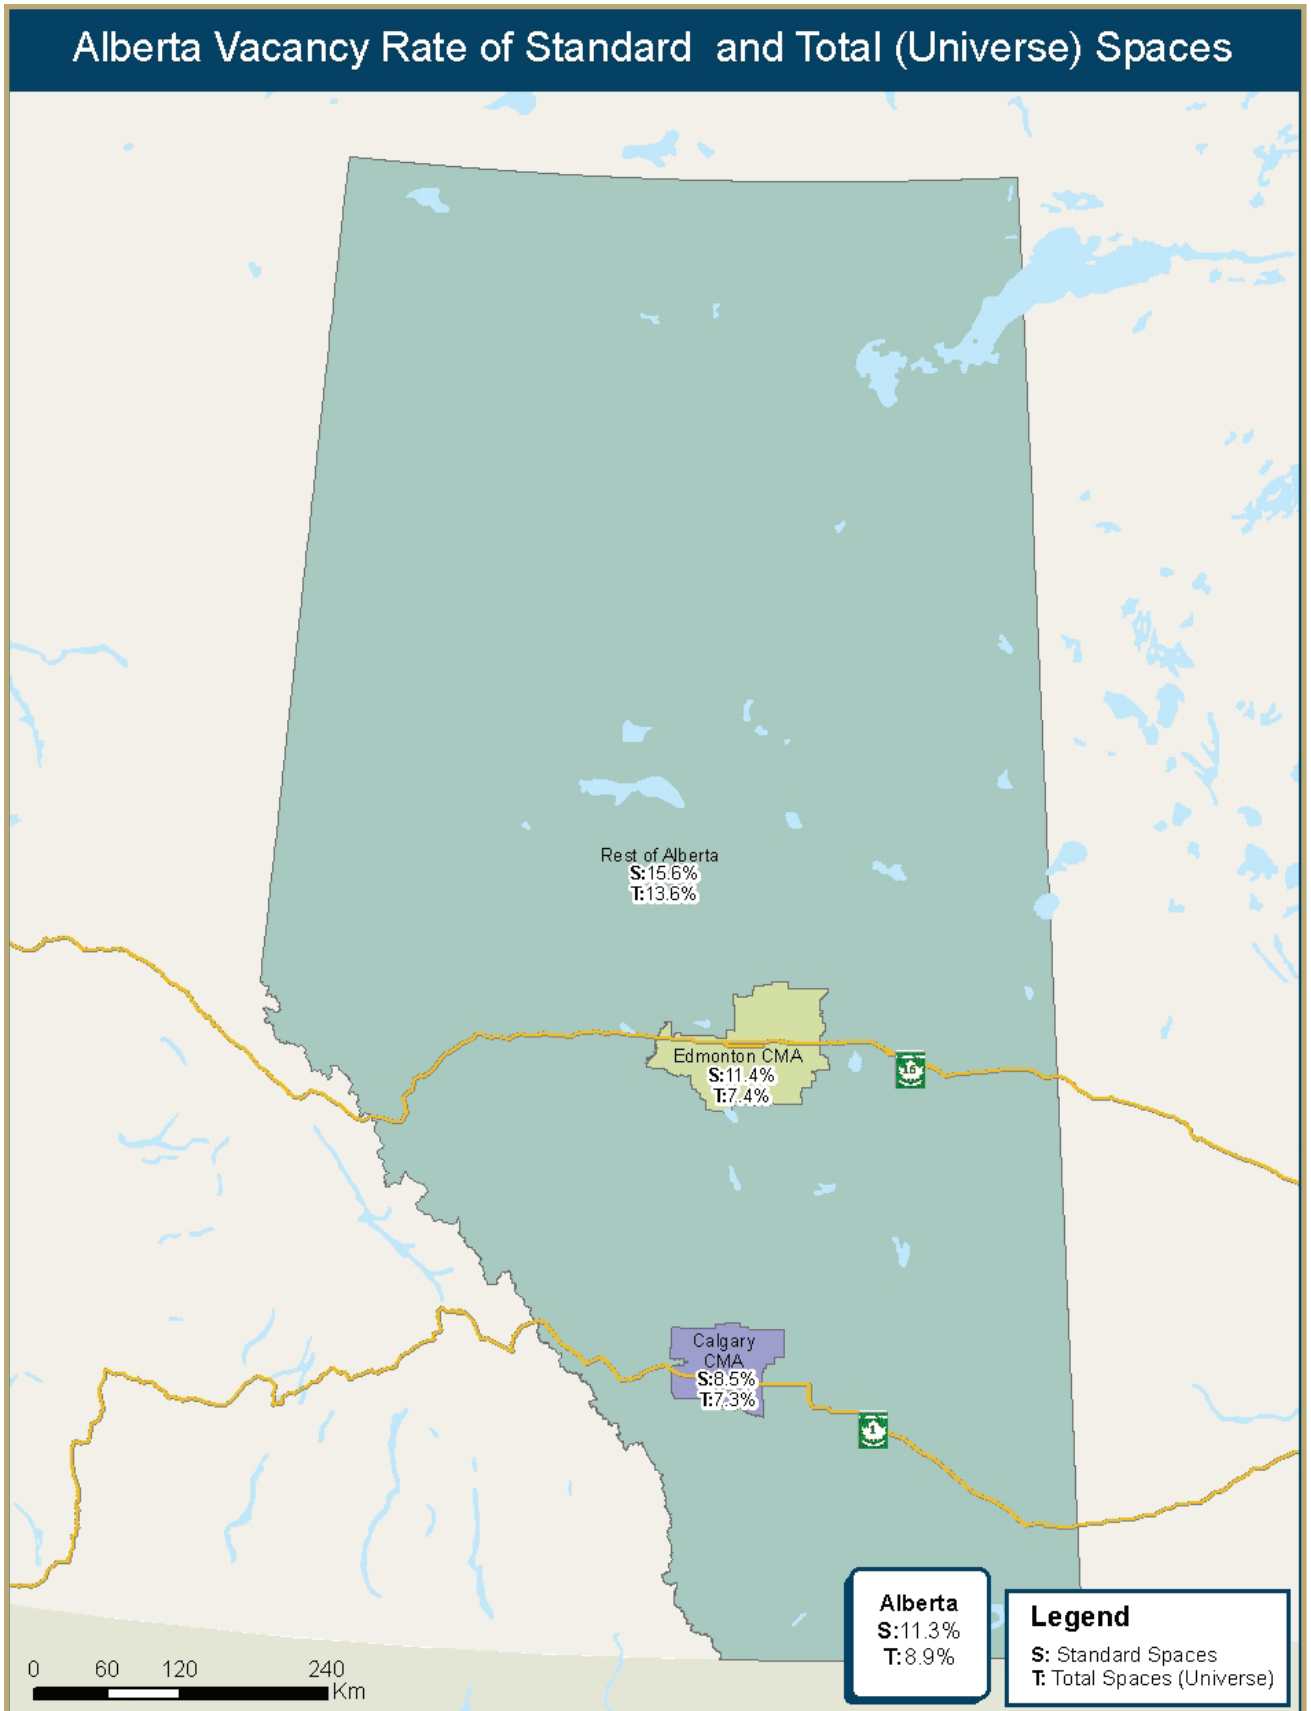 Alberta Vacancy Rate of Standard and Total (Universe) Spaces
Rest of Alberta
S:15.6%
T:13.6%
Edmonton CMA
S:11.4%
T:7.4%
16
Calgary
CMA
S:8.5%
T:7.3%
1
Alberta
S:11.3%
T:8.9%
Legend
S: Standard Spaces
T: Total Spaces (Universe)
0 60 120 240
Km